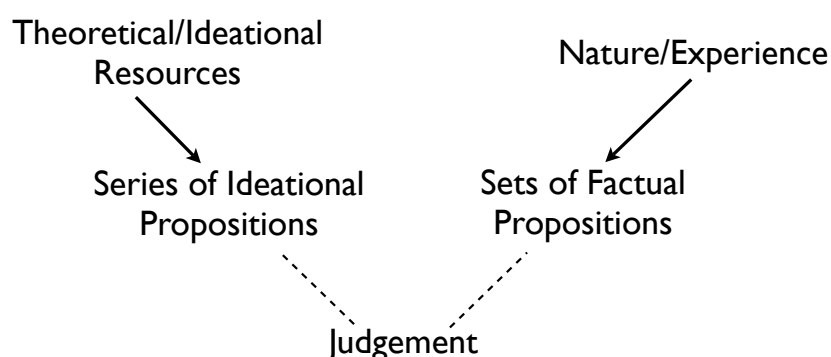 Theoretical/Ideational
Resources
Nature/Experience
Series of Ideational
Propositions
Sets of Factual
Propositions
Judgement